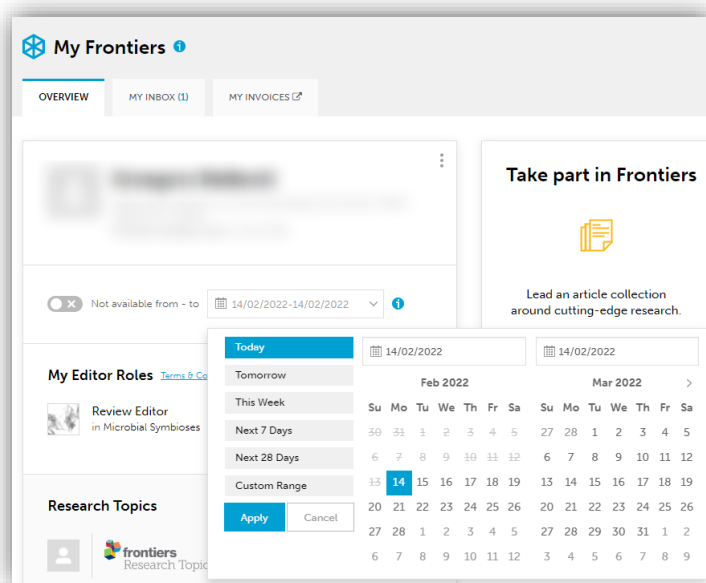 My Frontiers
OVERVIEW
MY INBOX (1)
MY INVOICES
Take part in Frontiers
Lead an article collection
around cutting-edge research.
Not available from - to
14/02/2022-14/02/2022
My Editor Roles Terms & Co
Review Editor
in Microbial Symbioses
Research Topics
frontiers
Research Topic
Today
Tomorrow
This Week
Next 7 Days
Next 28 Days
Custom Range
Apply
Cancel
14/02/2022
Feb 2022
Su Mo Tu We Th Fr Sa
30 31 1 2 3 4 5
6 7 8 9 10 11 12
13 14 15 16 17 18 19
20 21 22 23 24 25 26
27 28 1 2 3 4 5
6 7 8 9 10 11 12
14/02/2022
Mar 2022
Su Mo Tu We Th Fr Sa
27 28 1 2 3 4 5
6 7 8 9 10 11 12
13 14 15 16 17 18 19
20 21 22 23 24 25 26
27 28 29 30 31 1 2
3 4 5 6 7 8 9